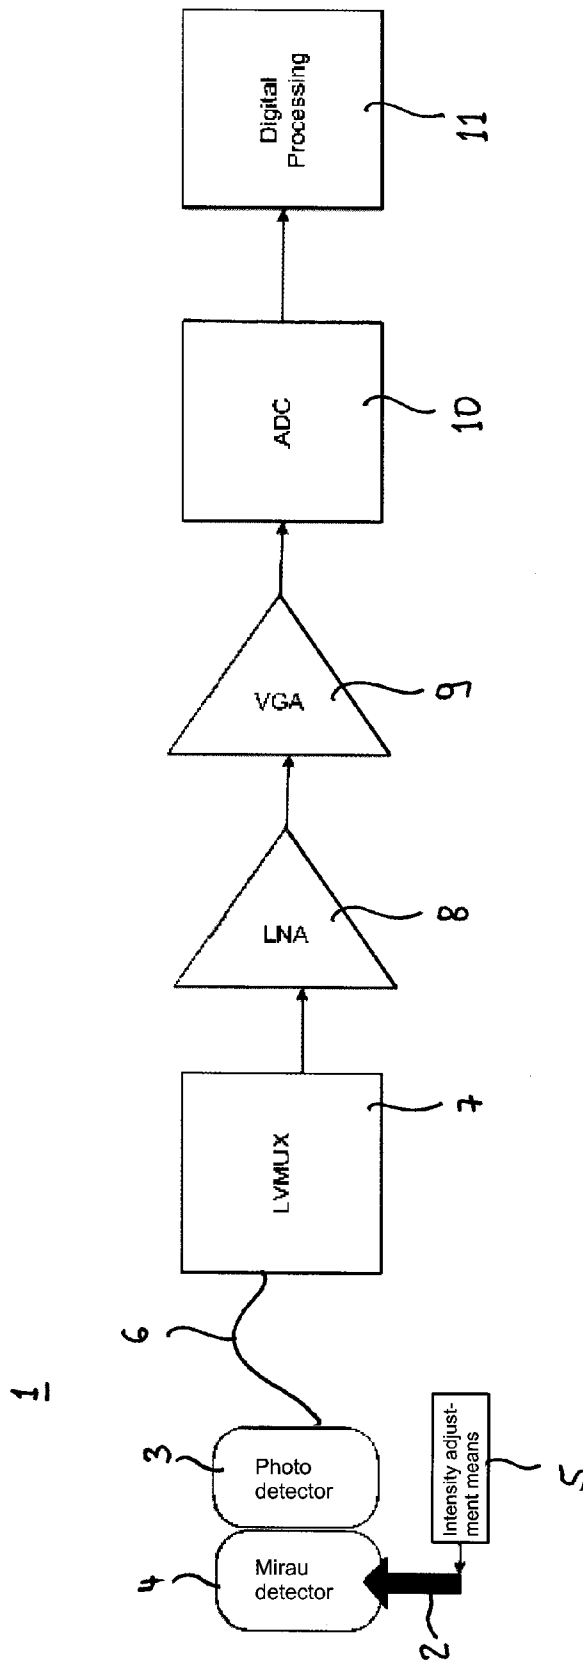 1
4
Mirau
detector
3
Photo
detector
2
Intensity adjust-
ment means
5
6
LVMUX
7
LNA
8
VGA
9
ADC
10
Digital
Processing
11